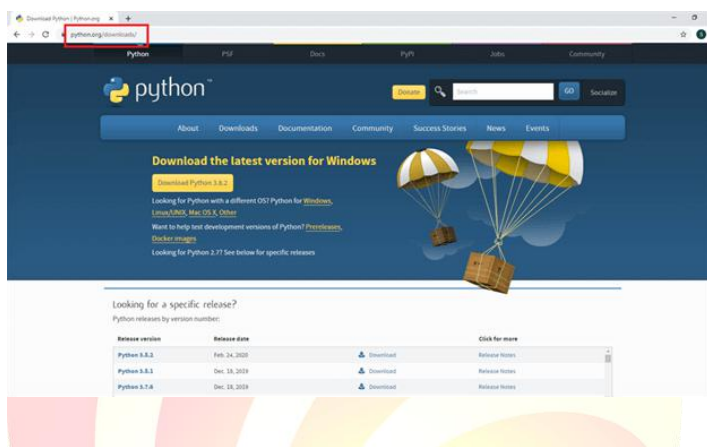 Download Python | Python.org
python.org/downloads/
Python PSF Docs PyPI Jobs Community
python™
Donate Search GO Socialize
About Downloads Documentation Community Success Stories News Events
Download the latest version for Windows
Download Python 3.8.2
Looking for Python with a different OS? Python for Windows,
Linux/UNIX, Mac OS X, Other
Want to help test development versions of Python? Prereleases,
Docker images
Looking for Python 2.7? See below for specific releases
Looking for a specific release?
Python releases by version number:
Release version Release date Click for more
Python 3.8.2 Feb. 24, 2020 Download Release Notes
Python 3.8.1 Dec. 18, 2019 Download Release Notes
Python 3.7.6 Dec. 18, 2019 Download Release Notes